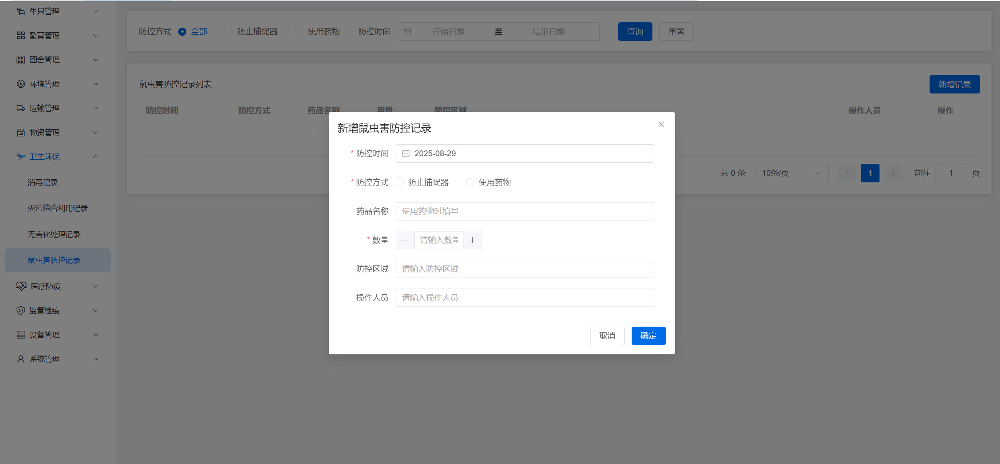 牛只管理
繁育管理
圈舍管理
环境管理
运输管理
物资管理
卫生环保
消毒记录
粪污综合利用记录
无害化处理记录
鼠虫害防控记录
医疗防疫
监管检疫
设备管理
系统管理
防控方式 全部 防止捕捉器 使用药物 防控时间 开始日期 至 结束日期 查询 重置
鼠虫害防控记录列表 新增记录
防控时间 防控方式 药品名称 用量 防控区域 操作人员 操作
共 0 条 10条/页 1 前往 1 页
新增鼠虫害防控记录
* 防控时间 2025-08-29
* 防控方式 防止捕捉器 使用药物
药品名称 使用药物时填写
* 数量 请输入数量
防控区域 请输入防控区域
操作人员 请输入操作人员
取消 确定